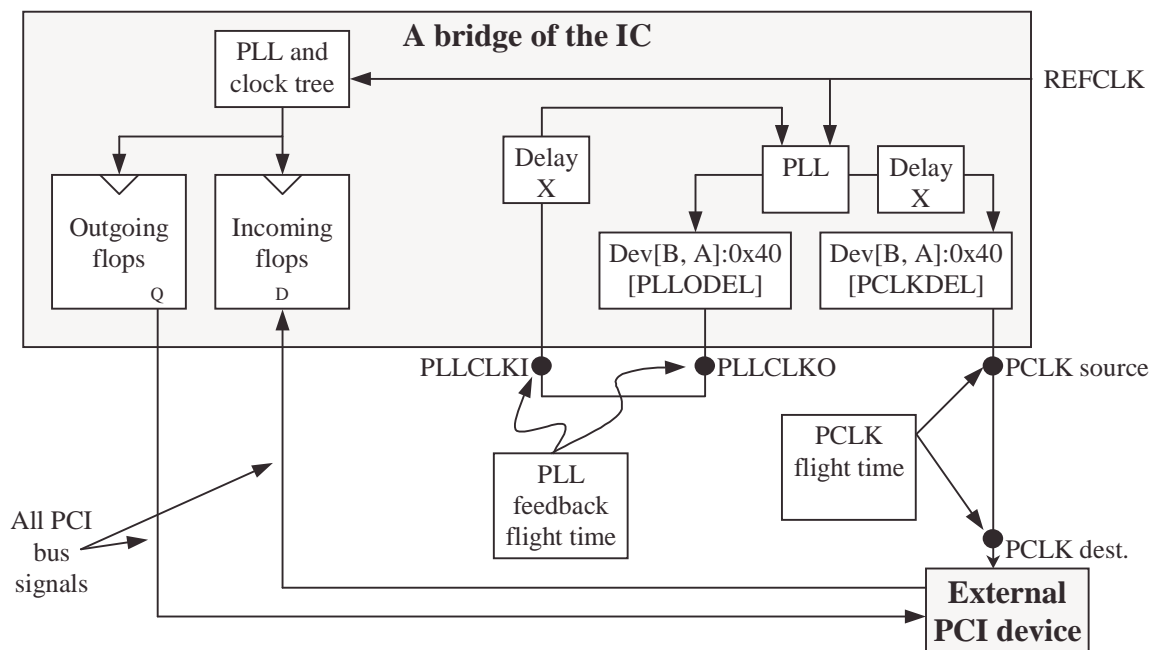 A bridge of the IC
PLL and
clock tree
REFCLK
Delay
X
PLL
Delay
X
Outgoing
flops
Q
Incoming
flops
D
Dev[B, A]:0x40
[PLLODEL]
Dev[B, A]:0x40
[PCLKDEL]
PLLCLKI
PLLCLKO
PCLK source
PCLK
flight time
PLL
feedback
flight time
All PCI
bus
signals
PCLK dest.
External
PCI device